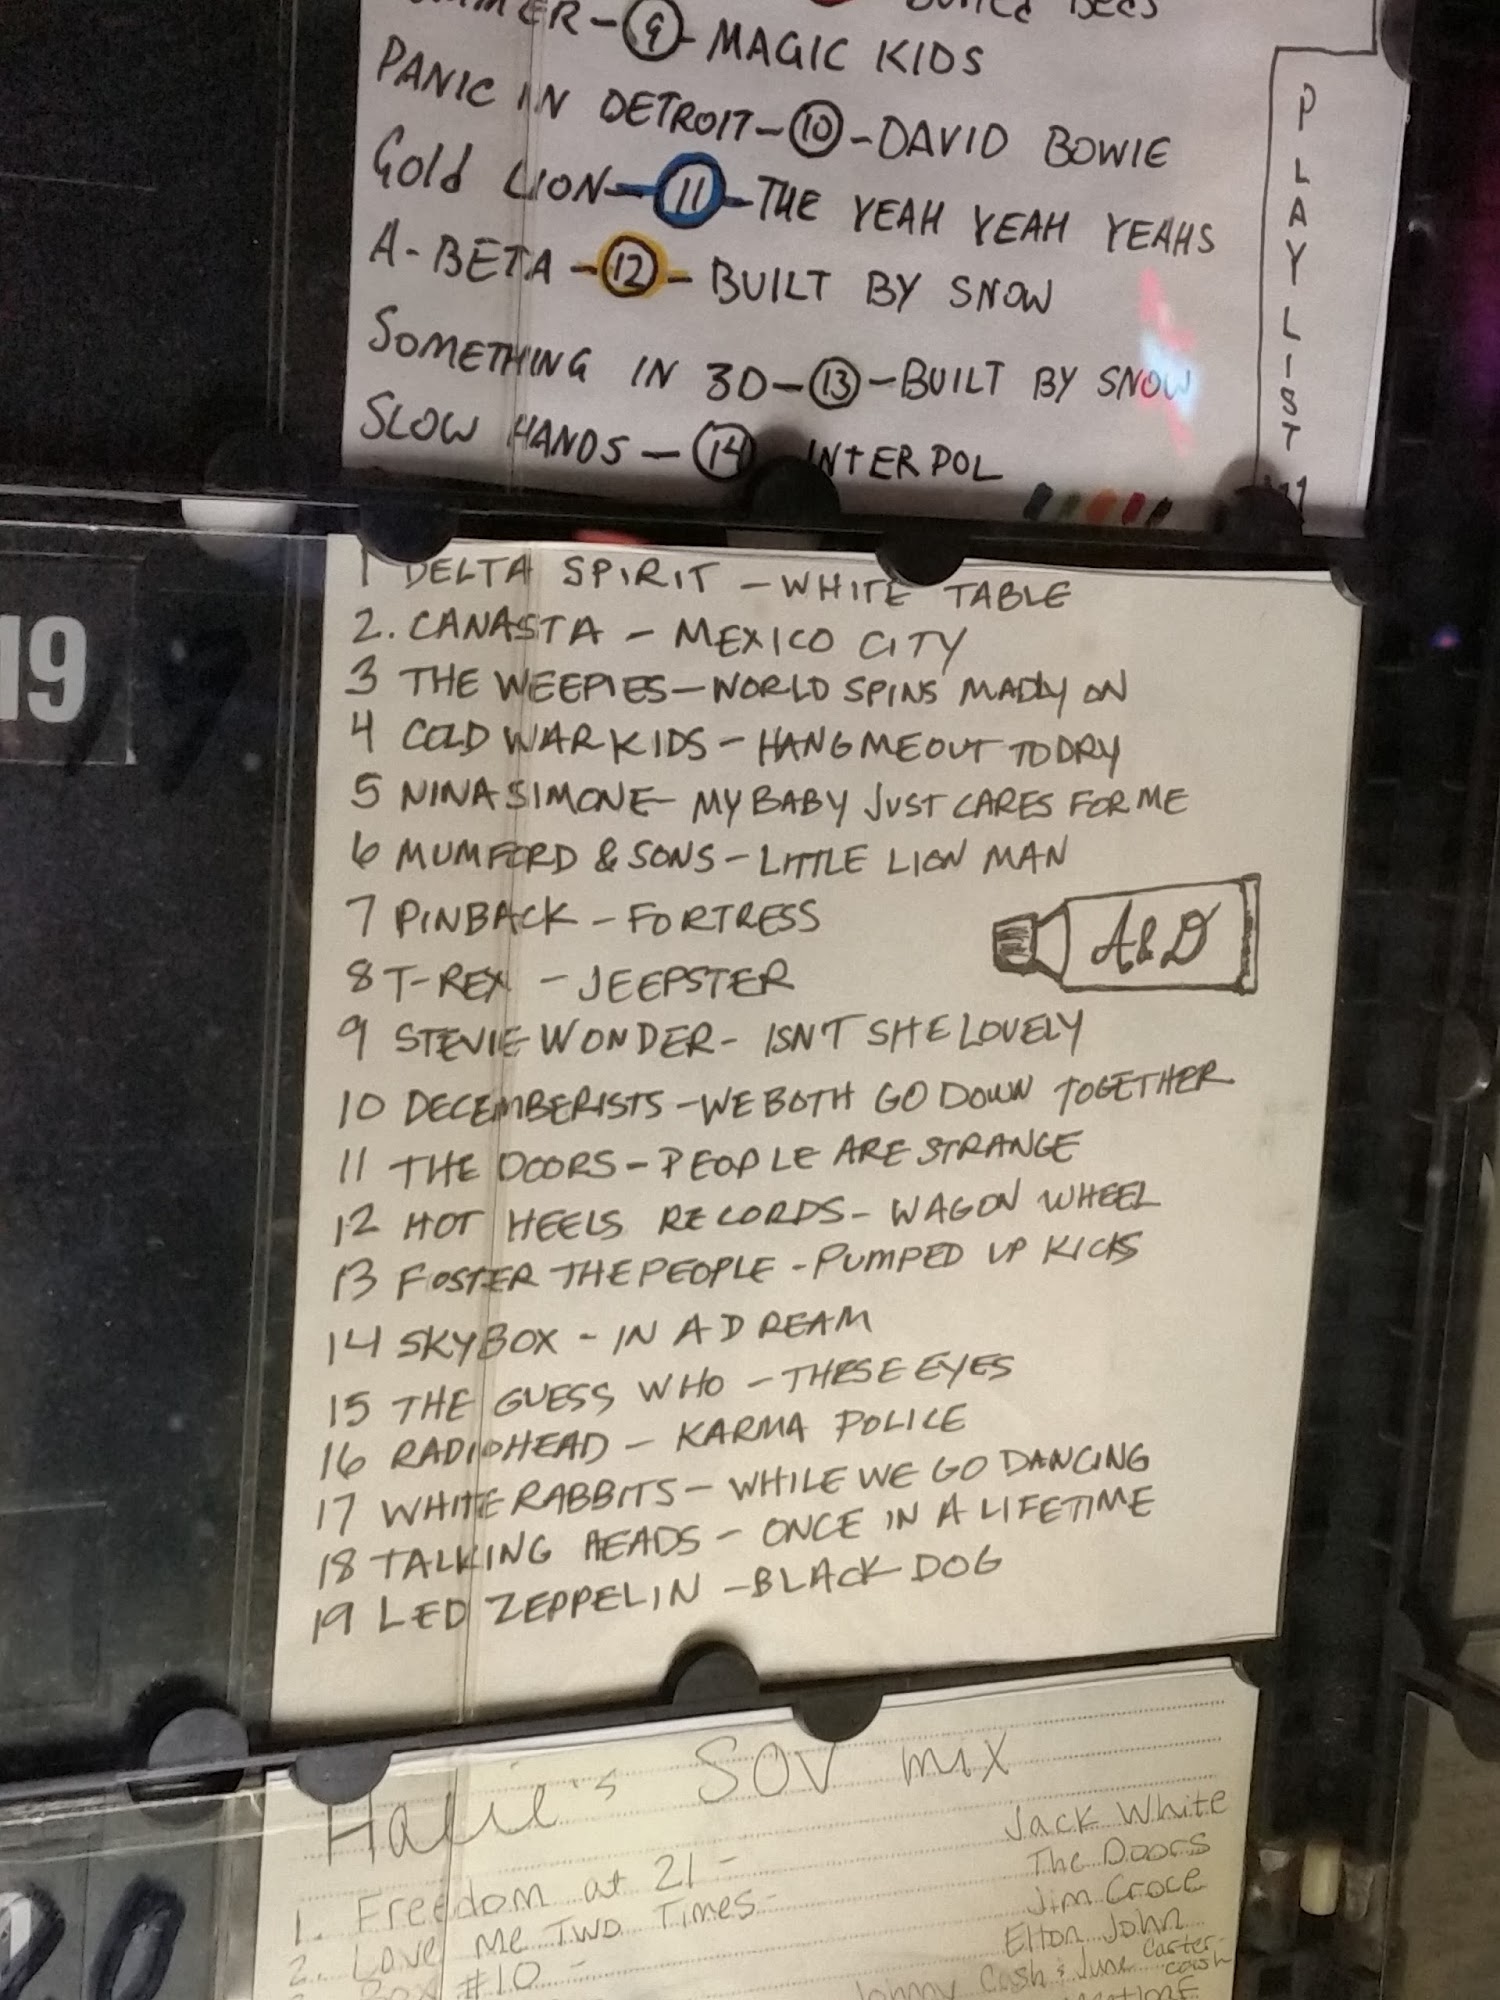 MAGIC KIDS
9
PANIC IN DETROIT-10-DAVID BOWIE
Gold LION-11-THE YEAH YEAH YEAHS
A-BETA-12-BUILT BY SNOW
SOMETHING IN 3D-13-BUILT BY SNOW
SLOW HANDS-14 INTERPOL
PLAYLIST
19
1 DELTA SPIRIT - WHITE TABLE
2. CANASTA - MEXICO CITY
3 THE WEEPIES - WORLD SPINS MADLY ON
4 COLD WAR KIDS - HANG ME OUT TO DRY
5 NINA SIMONE - MY BABY JUST CARES FOR ME
6 MUMFORD & SONS - LITTLE LION MAN
7 PINBACK - FORTRESS
A&D
8 T-REX - JEEPSTER
9 STEVIE WONDER - ISN'T SHE LOVELY
10 DECEMBERISTS - WE BOTH GO DOWN TOGETHER
11 THE DOORS - PEOPLE ARE STRANGE
12 HOT HEELS RECORDS - WAGON WHEEL
13 FOSTER THE PEOPLE - PUMPED UP KICKS
14 SKYBOX - IN A DREAM
15 THE GUESS WHO - THESE EYES
16 RADIOHEAD - KARMA POLICE
17 WHITE RABBITS - WHILE WE GO DANCING
18 TALKING HEADS - ONCE IN A LIFETIME
19 LED ZEPPELIN - BLACK DOG
20
Halie's SOV mix
1. Freedom at 21 - Jack White
2. Love Me Two Times - The Doors
Box #10 - Jim Croce
Elton John
Johnny Cash & June Carter-Cash